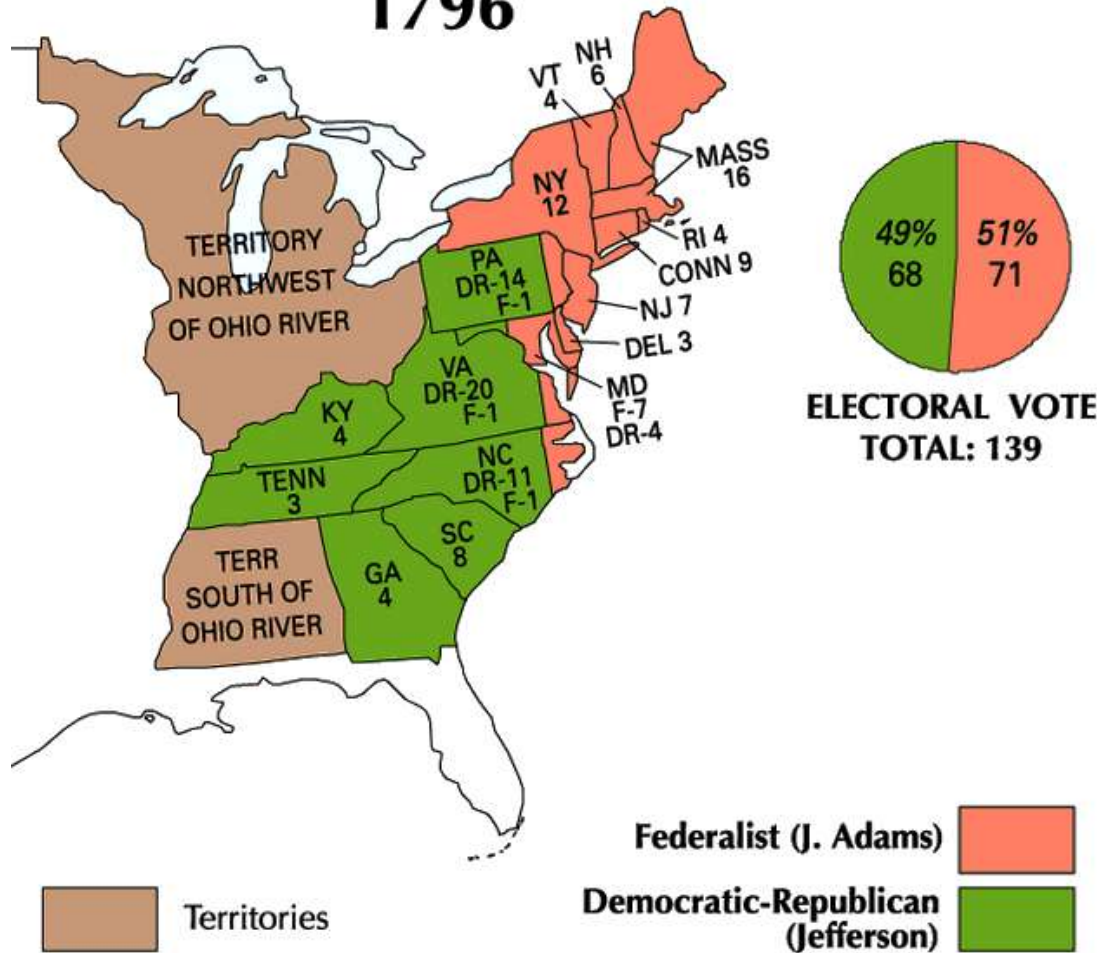 1796
VT
4
NH
6
MASS
16
NY
12
RI 4
CONN 9
NJ 7
DEL 3
MD
F-7
DR-4
PA
DR-14
F-1
VA
DR-20
F-1
KY
4
TENN
3
NC
DR-11
F-1
SC
8
GA
4
TERRITORY
NORTHWEST
OF OHIO RIVER
TERR
SOUTH OF
OHIO RIVER
49%
68
51%
71
ELECTORAL VOTE
TOTAL: 139
Federalist (J. Adams)
Democratic-Republican
(Jefferson)
Territories